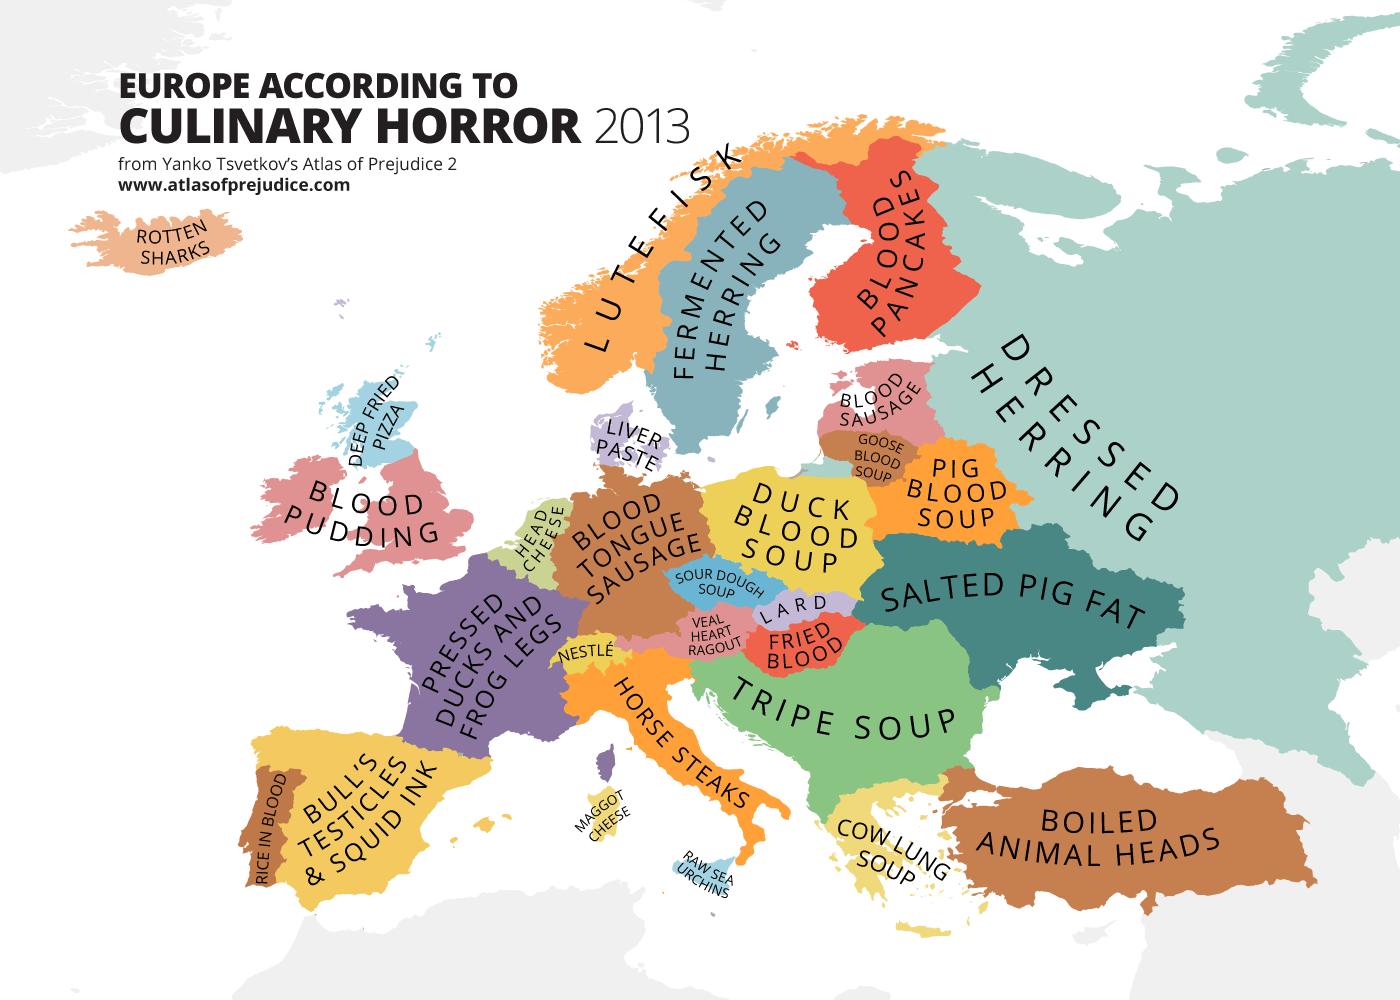 EUROPE ACCORDING TO
CULINARY HORROR 2013
from Yanko Tsvetkov’s Atlas of Prejudice 2
www.atlasofprejudice.com
ROTTEN
SHARKS
LUTEFISK
FERMENTED
HERRING
BLOOD
PANCAKES
DRESSED
HERRING
DEEP FRIED
PIZZA
BLOOD
PUDDING
LIVER
PASTE
BLOOD
SAUSAGE
GOOSE
BLOOD
SOUP
PIG
BLOOD
SOUP
HEAD
CHEESE
BLOOD
TONGUE
SAUSAGE
DUCK
BLOOD
SOUP
SOUR DOUGH
SOUP
LARD
SALTED PIG FAT
PRESSED
DUCKS AND
FROG LEGS
NESTLÉ
VEAL
HEART
RAGOUT
FRIED
BLOOD
HORSE STEAKS
TRIPE SOUP
RICE IN BLOOD
BULL'S
TESTICLES
& SQUID INK
MAGGOT
CHEESE
RAW SEA
URCHINS
COW LUNG
SOUP
BOILED
ANIMAL HEADS